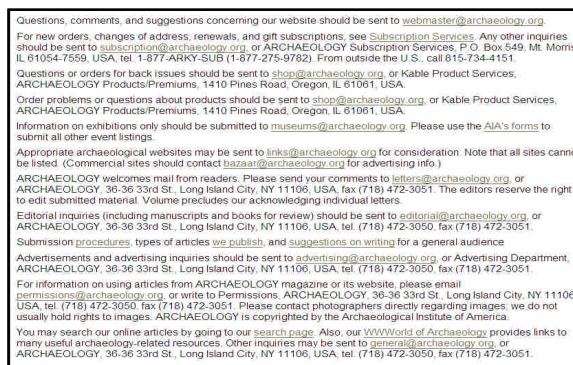 Questions, comments, and suggestions concerning our website should be sent to webmaster@archaeology.org.
For new orders, changes of address, renewals, and gift subscriptions, see Subscription Services. Any other inquiries
should be sent to subscription@archaeology.org, or ARCHAEOLOGY Subscription Services, P.O. Box 549, Mt. Morris
IL 61054-7559, USA, tel. 1-877-ARKY-SUB (1-877-275-9782). From outside the U.S., call 815-734-4151.
Questions or orders for back issues should be sent to shop@archaeology.org, or Kable Product Services,
ARCHAEOLOGY Products/Premiums, 1410 Pines Road, Oregon, IL 61061, USA.
Order problems or questions about products should be sent to shop@archaeology.org, or Kable Product Services,
ARCHAEOLOGY Products/Premiums, 1410 Pines Road, Oregon, IL 61061, USA.
Information on exhibitions only should be submitted to museums@archaeology.org. Please use the AIA's forms to
submit all other event listings.
Appropriate archaeological websites may be sent to links@archaeology.org for consideration. Note that all sites canno
be listed. (Commercial sites should contact bazaar@archaeology.org for advertising info.)
ARCHAEOLOGY welcomes mail from readers. Please send your comments to letters@archaeology.org, or
ARCHAEOLOGY, 36-36 33rd St., Long Island City, NY 11106, USA, fax (718) 472-3051. The editors reserve the right
to edit submitted material. Volume precludes our acknowledging individual letters.
Editorial inquiries (including manuscripts and books for review) should be sent to editorial@archaeology.org, or
ARCHAEOLOGY, 36-36 33rd St., Long Island City, NY 11106, USA, tel. (718) 472-3050, fax (718) 472-3051.
Submission procedures, types of articles we publish, and suggestions on writing for a general audience
Advertisements and advertising inquiries should be sent to advertising@archaeology.org, or Advertising Department,
ARCHAEOLOGY, 36-36 33rd St., Long Island City, NY 11106, USA, tel. (718) 472-3050, fax (718) 472-3051.
For information on using articles from ARCHAEOLOGY magazine or its website, please email
permissions@archaeology.org, or write to Permissions, ARCHAEOLOGY, 36-36 33rd St., Long Island City, NY 11106
USA, tel. (718) 472-3050, fax (718) 472-3051. Please contact photographers directly regarding images; we do not
usually hold rights to images. ARCHAEOLOGY is copyrighted by the Archaeological Institute of America.
You may search our online articles by going to our search page. Also, our WWWorld of Archaeology provides links to
many useful archaeology-related resources. Other inquiries may be sent to general@archaeology.org, or
ARCHAEOLOGY, 36-36 33rd St., Long Island City, NY 11106, USA, tel. (718) 472-3050, fax (718) 472-3051.